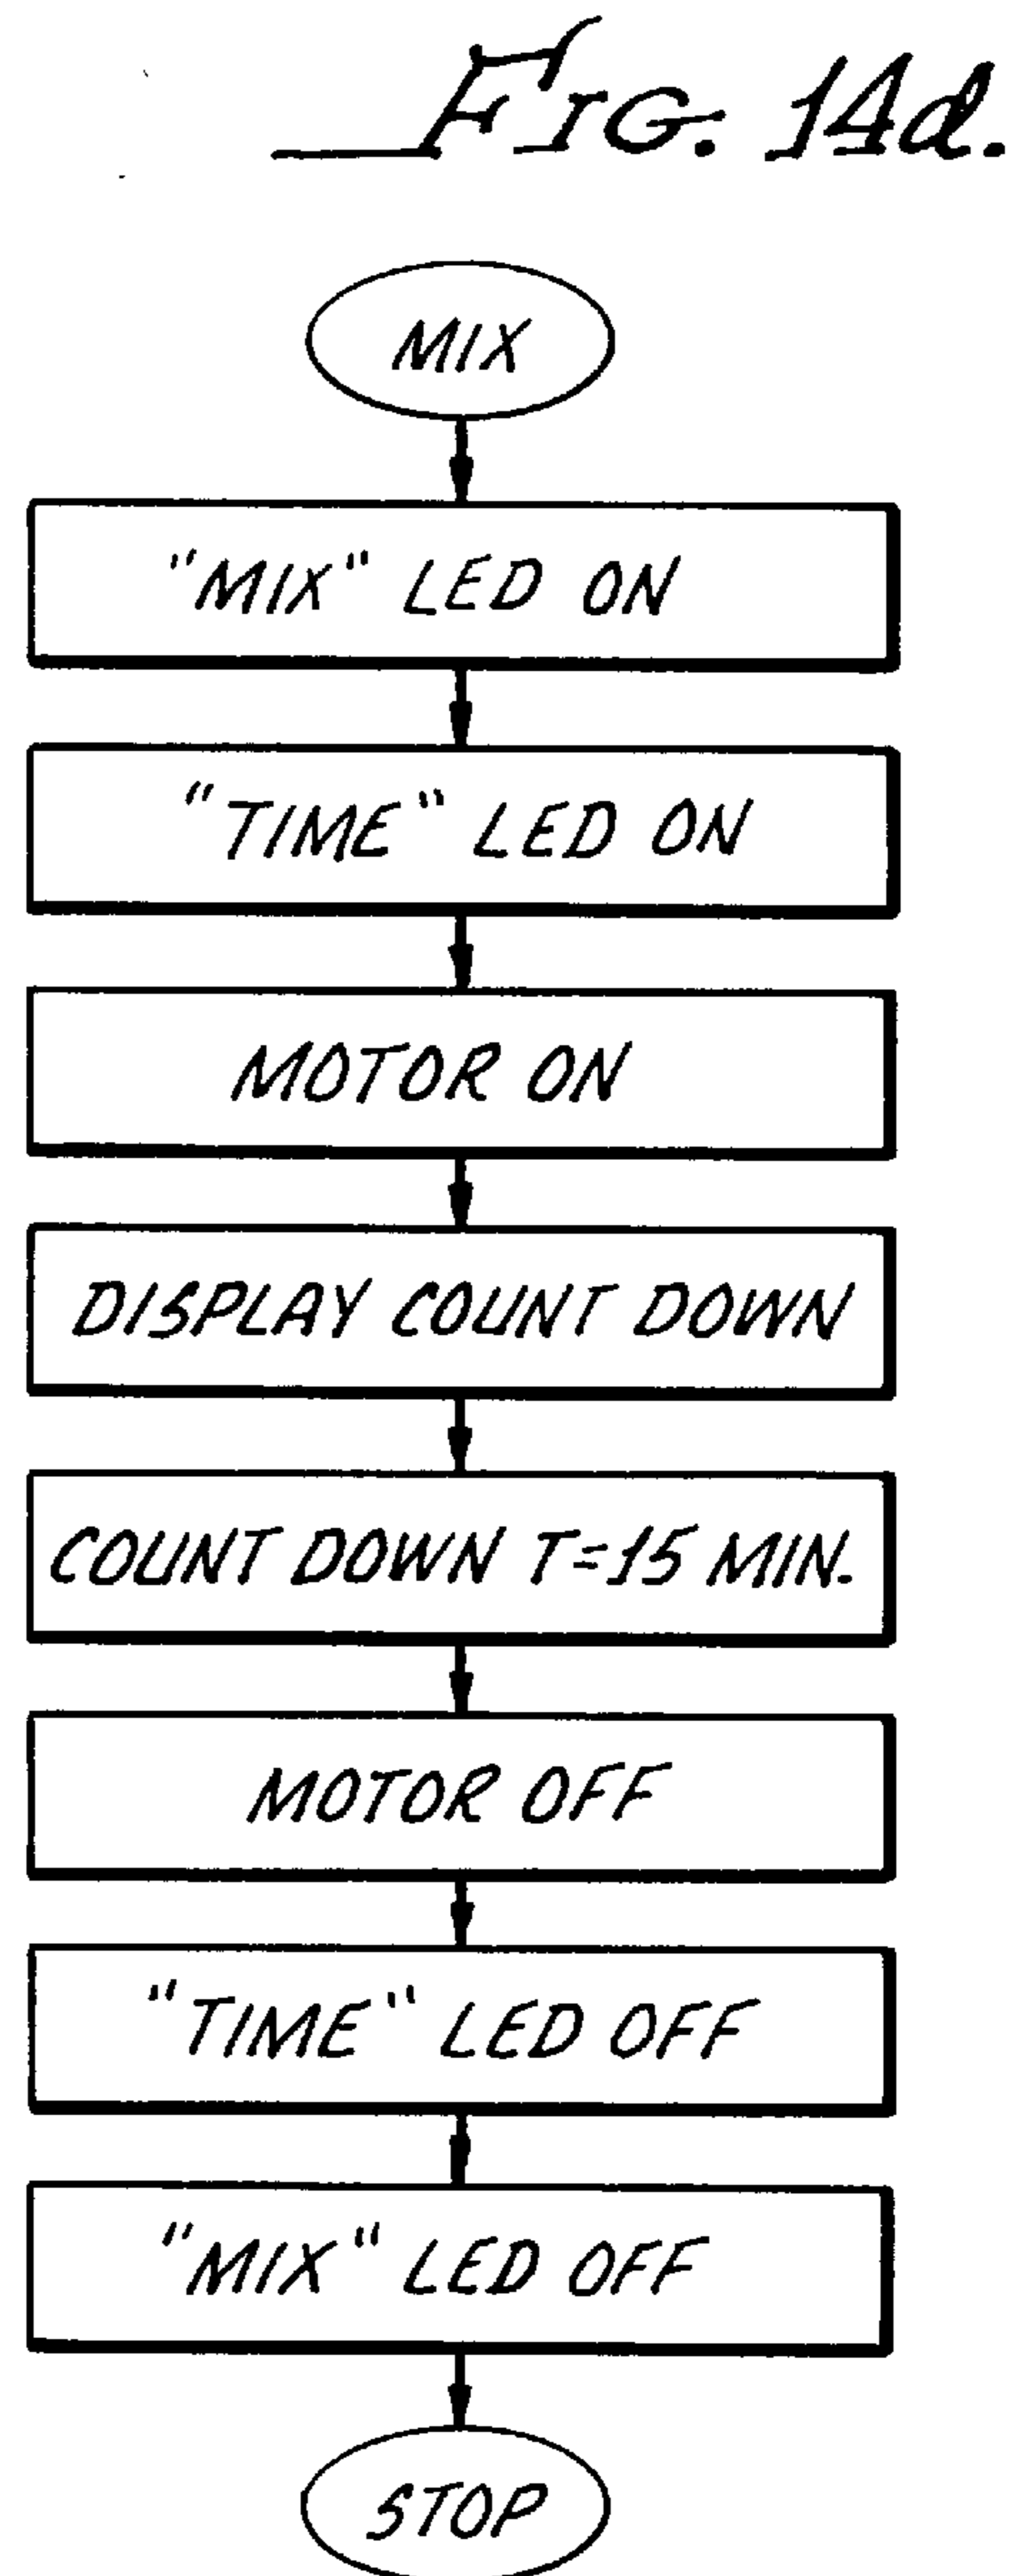 FIG. 14d.
MIX
"MIX" LED ON
"TIME" LED ON
MOTOR ON
DISPLAY COUNT DOWN
COUNT DOWN T=15 MIN.
MOTOR OFF
"TIME" LED OFF
"MIX" LED OFF
STOP